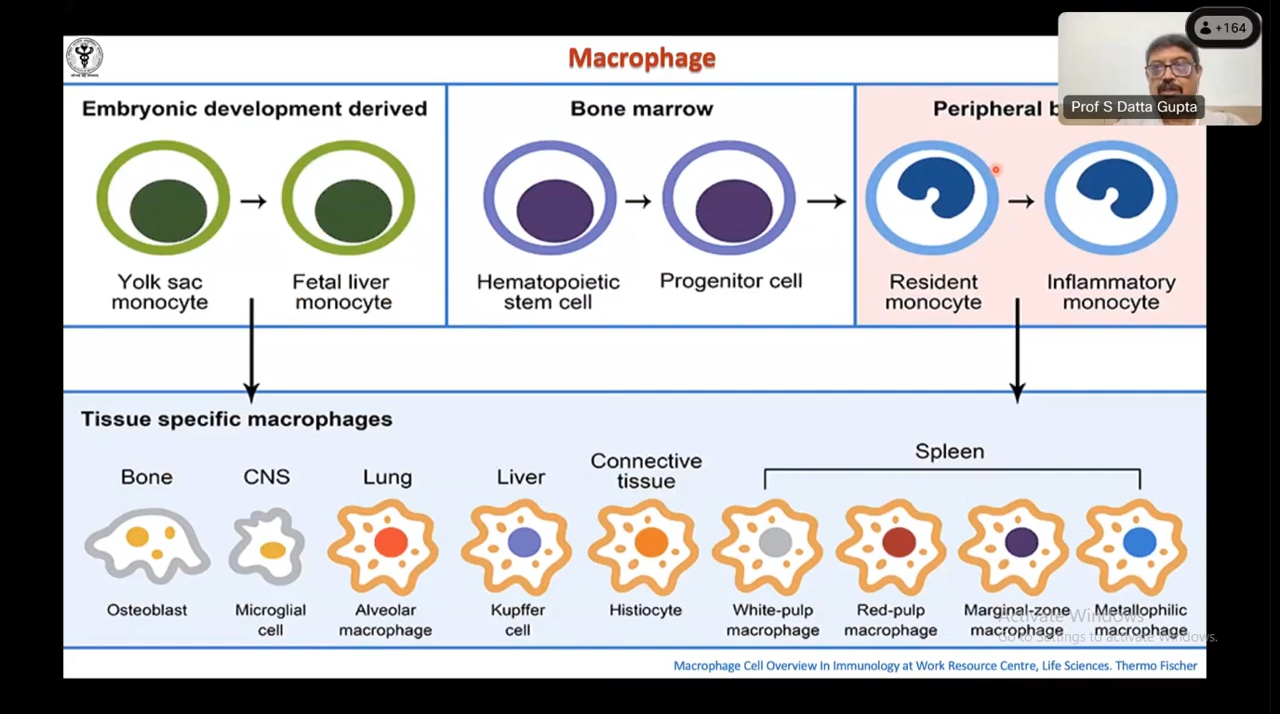 +164
Prof S Datta Gupta
Macrophage
Embryonic development derived
Bone marrow
Peripheral
Yolk sac
monocyte
Fetal liver
monocyte
Hematopoietic
stem cell
Progenitor cell
Resident
monocyte
Inflammatory
monocyte
Tissue specific macrophages
Bone
CNS
Lung
Liver
Connective
tissue
Spleen
Osteoblast
Microglial
cell
Alveolar
macrophage
Kupffer
cell
Histiocyte
White-pulp
macrophage
Red-pulp
macrophage
Marginal-zone
macrophage
Metallophilic
macrophage
Activate Windows
Go to Settings to activate Windows.
Macrophage Cell Overview In Immunology at Work Resource Centre, Life Sciences. Thermo Fischer